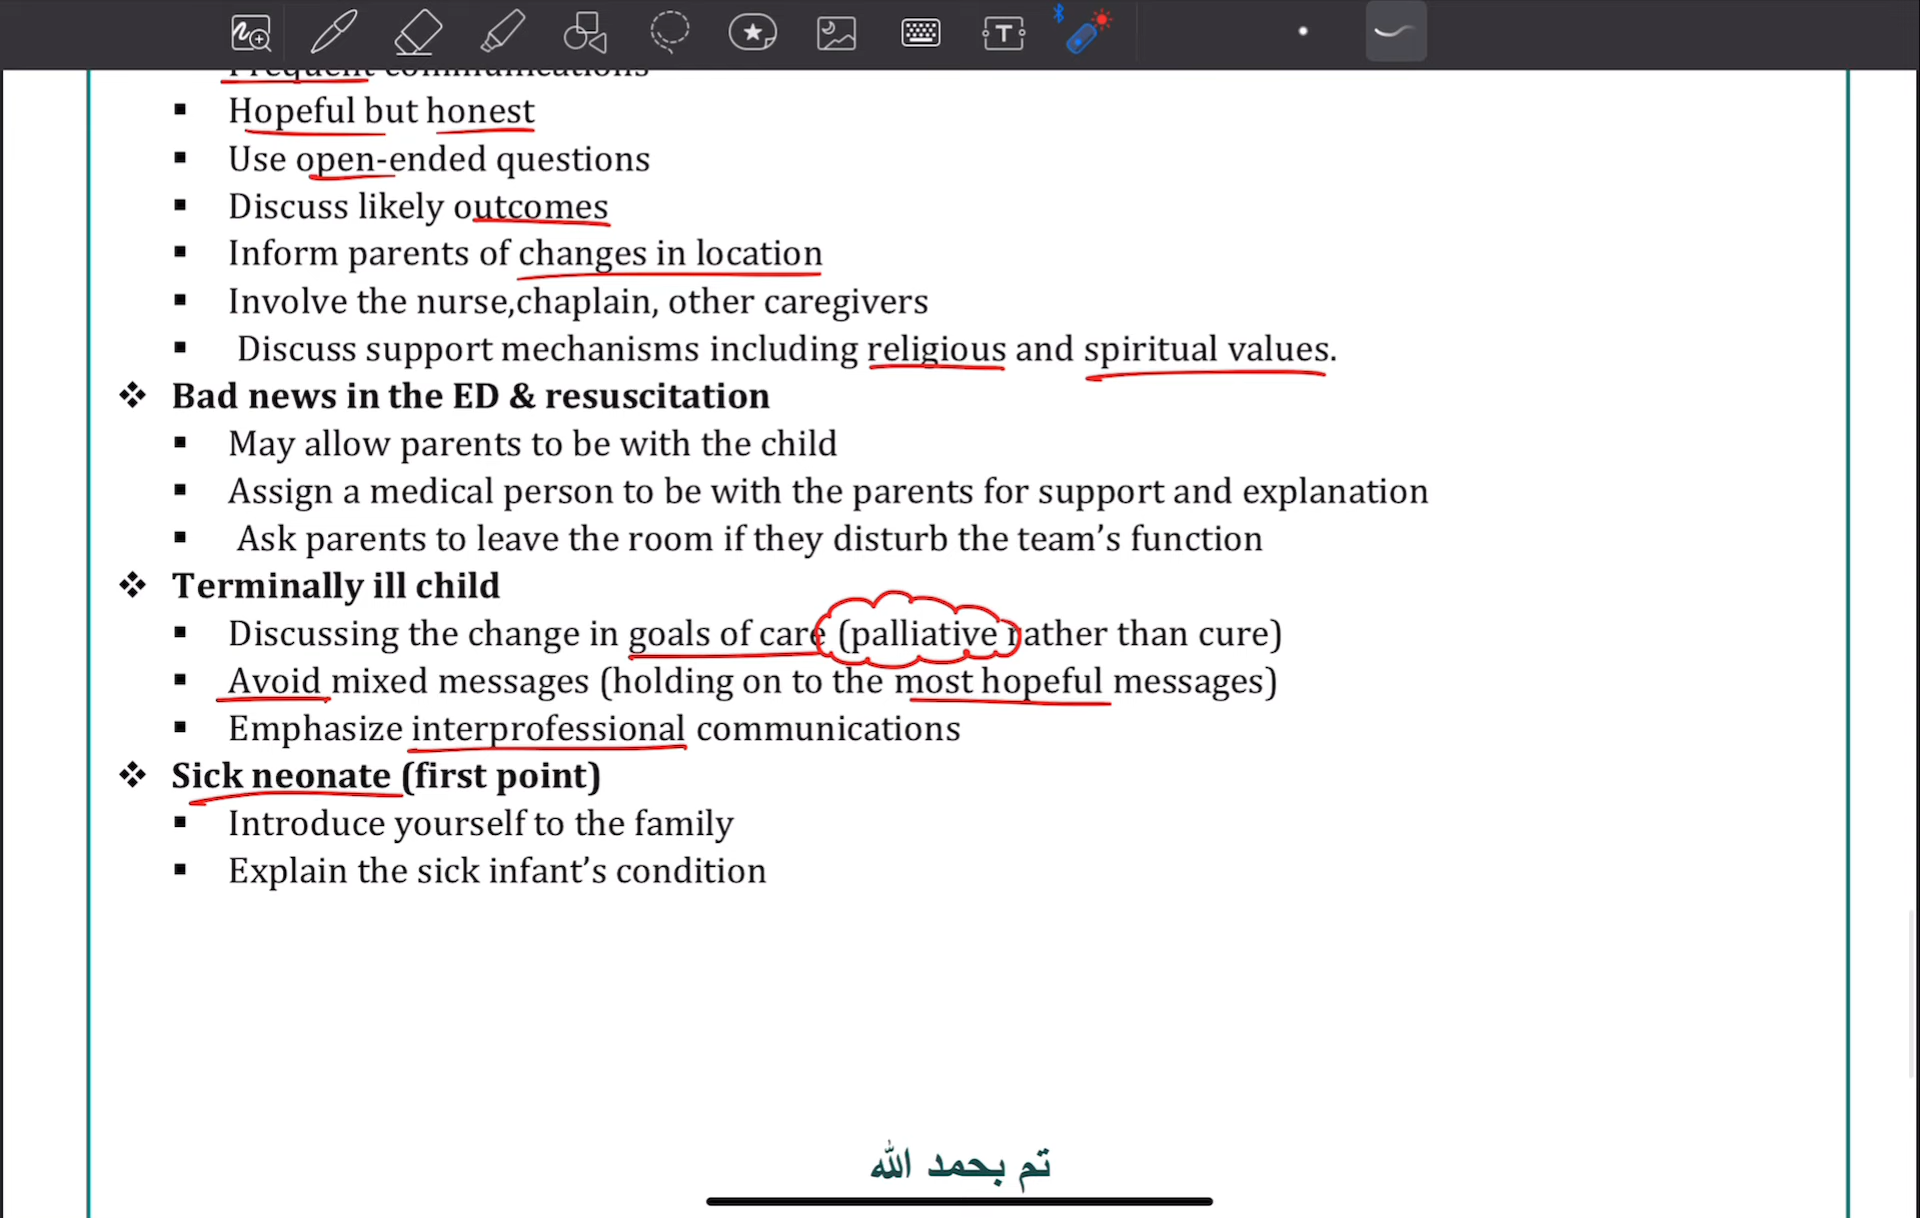 Frequent communications
▪ Hopeful but honest
▪ Use open-ended questions
▪ Discuss likely outcomes
▪ Inform parents of changes in location
▪ Involve the nurse,chaplain, other caregivers
▪ Discuss support mechanisms including religious and spiritual values.
❖ Bad news in the ED & resuscitation
▪ May allow parents to be with the child
▪ Assign a medical person to be with the parents for support and explanation
▪ Ask parents to leave the room if they disturb the team’s function
❖ Terminally ill child
▪ Discussing the change in goals of care (palliative rather than cure)
▪ Avoid mixed messages (holding on to the most hopeful messages)
▪ Emphasize interprofessional communications
❖ Sick neonate (first point)
▪ Introduce yourself to the family
▪ Explain the sick infant’s condition
تم بحمد الله